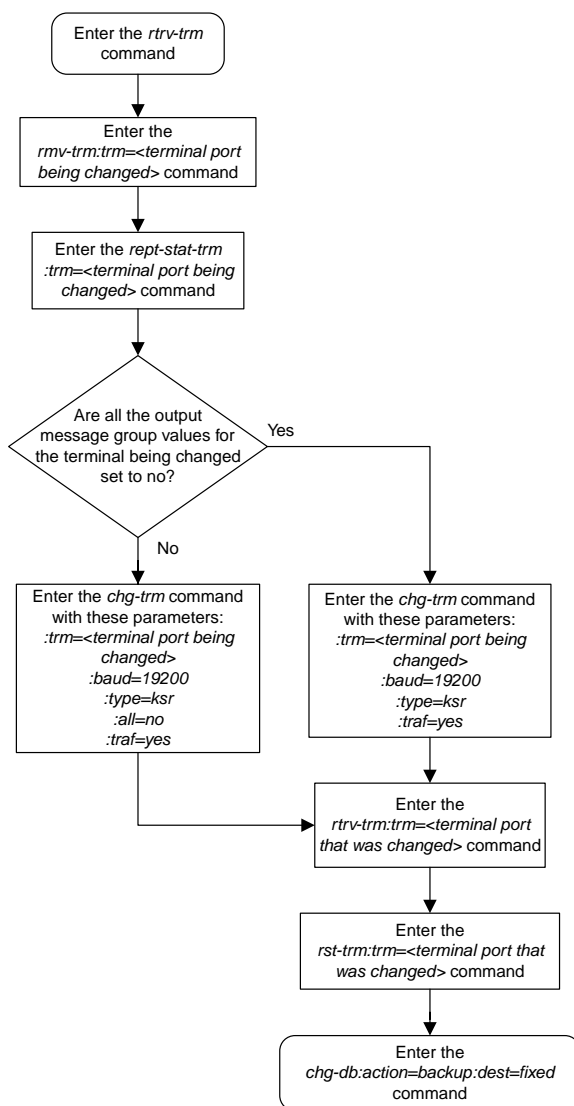 Enter the rtrv-trm
command
Enter the
rmv-trm:trm=<terminal port
being changed> command
Enter the rept-stat-trm
:trm=<terminal port being
changed> command
Are all the output
message group values for
the terminal being changed
set to no?
Yes
No
Enter the chg-trm command
with these parameters:
:trm=<terminal port being
changed>
:baud=19200
:type=ksr
:all=no
:traf=yes
Enter the chg-trm command
with these parameters:
:trm=<terminal port being
changed>
:baud=19200
:type=ksr
:traf=yes
Enter the
rtrv-trm:trm=<terminal port
that was changed> command
Enter the
rst-trm:trm=<terminal port that
was changed> command
Enter the
chg-db:action=backup:dest=fixed
command